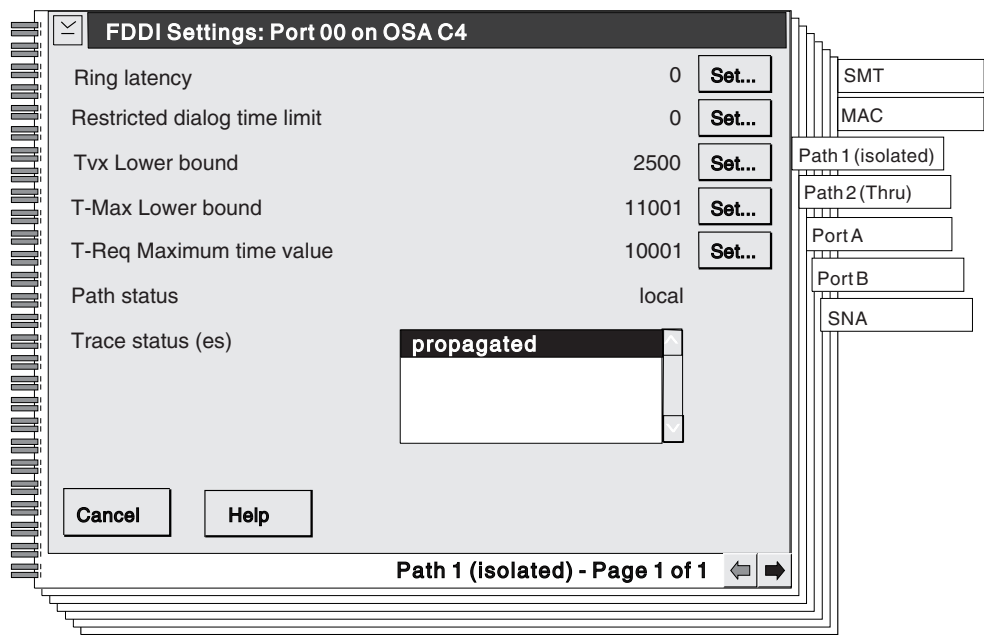 FDDI Settings: Port 00 on OSA C4
Ring latency 0 Set...
Restricted dialog time limit 0 Set...
Tvx Lower bound 2500 Set...
T-Max Lower bound 11001 Set...
T-Req Maximum time value 10001 Set...
Path status local
Trace status (es) propagated
Cancel Help
Path 1 (isolated) - Page 1 of 1
SMT
MAC
Path 1 (isolated)
Path 2 (Thru)
Port A
Port B
SNA